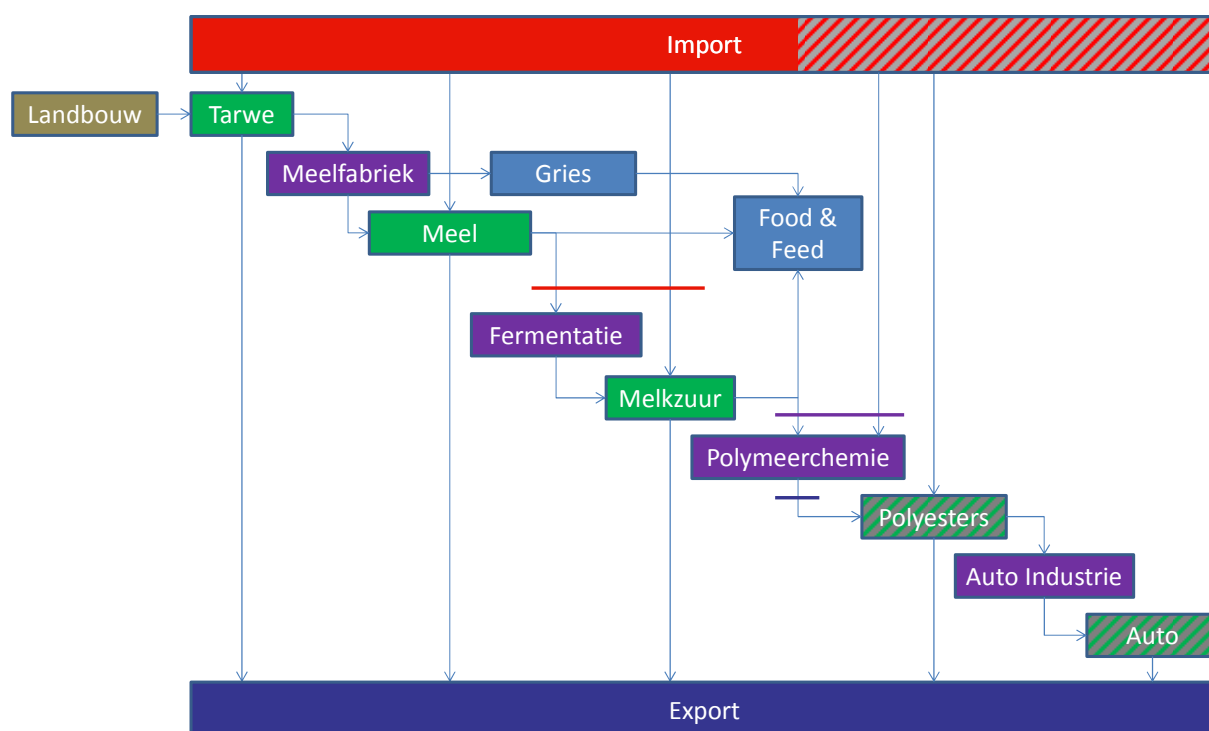 Import
Landbouw
Tarwe
Meelfabriek
Gries
Meel
Food &
Feed
Fermentatie
Melkzuur
Polymeerchemie
Polyesters
Auto Industrie
Auto
Export